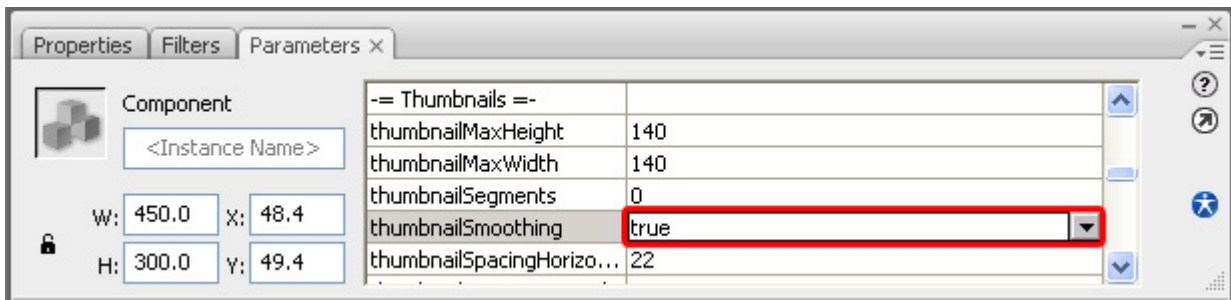 Properties Filters Parameters
Component
<Instance Name>
W: 450.0 X: 48.4
H: 300.0 Y: 49.4
-= Thumbnails =-
thumbnailMaxHeight 140
thumbnailMaxWidth 140
thumbnailSegments 0
thumbnailSmoothing true
thumbnailSpacingHorizo... 22